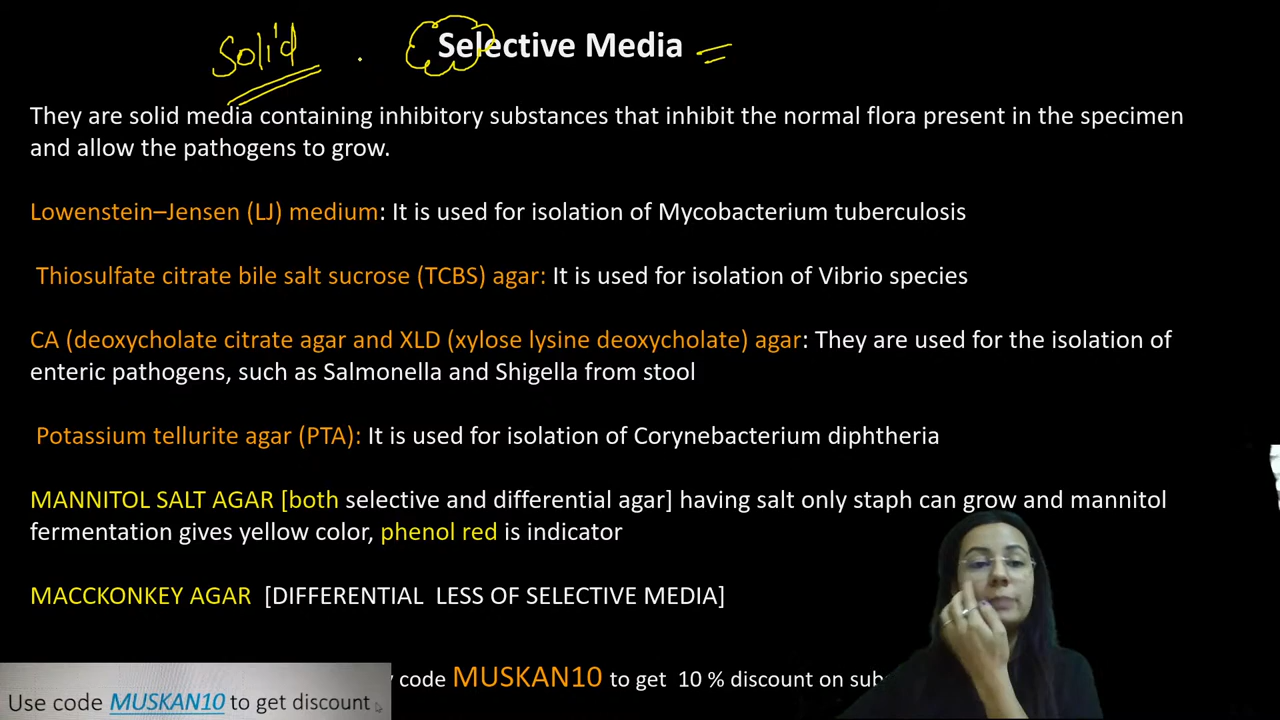 Solid . Selective Media
They are solid media containing inhibitory substances that inhibit the normal flora present in the specimen
and allow the pathogens to grow.
Lowenstein–Jensen (LJ) medium: It is used for isolation of Mycobacterium tuberculosis
Thiosulfate citrate bile salt sucrose (TCBS) agar: It is used for isolation of Vibrio species
CA (deoxycholate citrate agar and XLD (xylose lysine deoxycholate) agar: They are used for the isolation of
enteric pathogens, such as Salmonella and Shigella from stool
Potassium tellurite agar (PTA): It is used for isolation of Corynebacterium diphtheria
MANNITOL SALT AGAR [both selective and differential agar] having salt only staph can grow and mannitol
fermentation gives yellow color, phenol red is indicator
MACCKONKEY AGAR [DIFFERENTIAL LESS OF SELECTIVE MEDIA]
code MUSKAN10 to get 10 % discount on
Use code MUSKAN10 to get discount